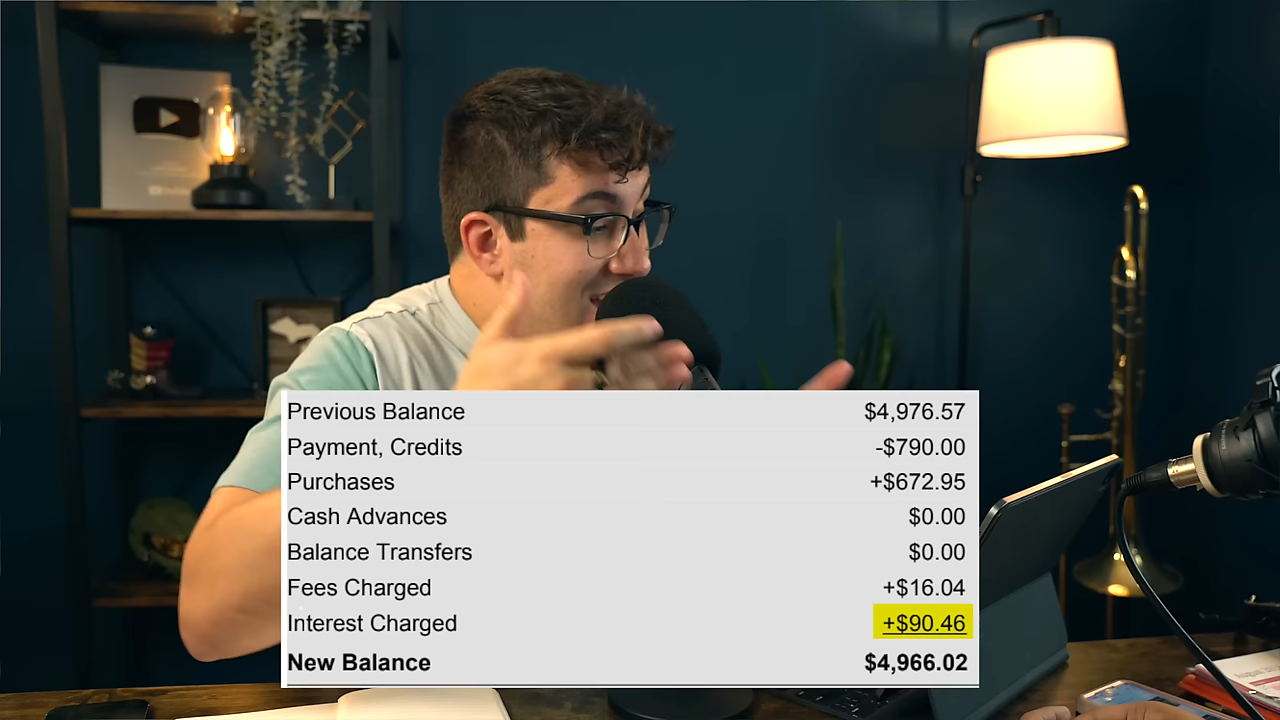 Previous Balance $4,976.57
Payment, Credits -$790.00
Purchases +$672.95
Cash Advances $0.00
Balance Transfers $0.00
Fees Charged +$16.04
Interest Charged +$90.46
New Balance $4,966.02